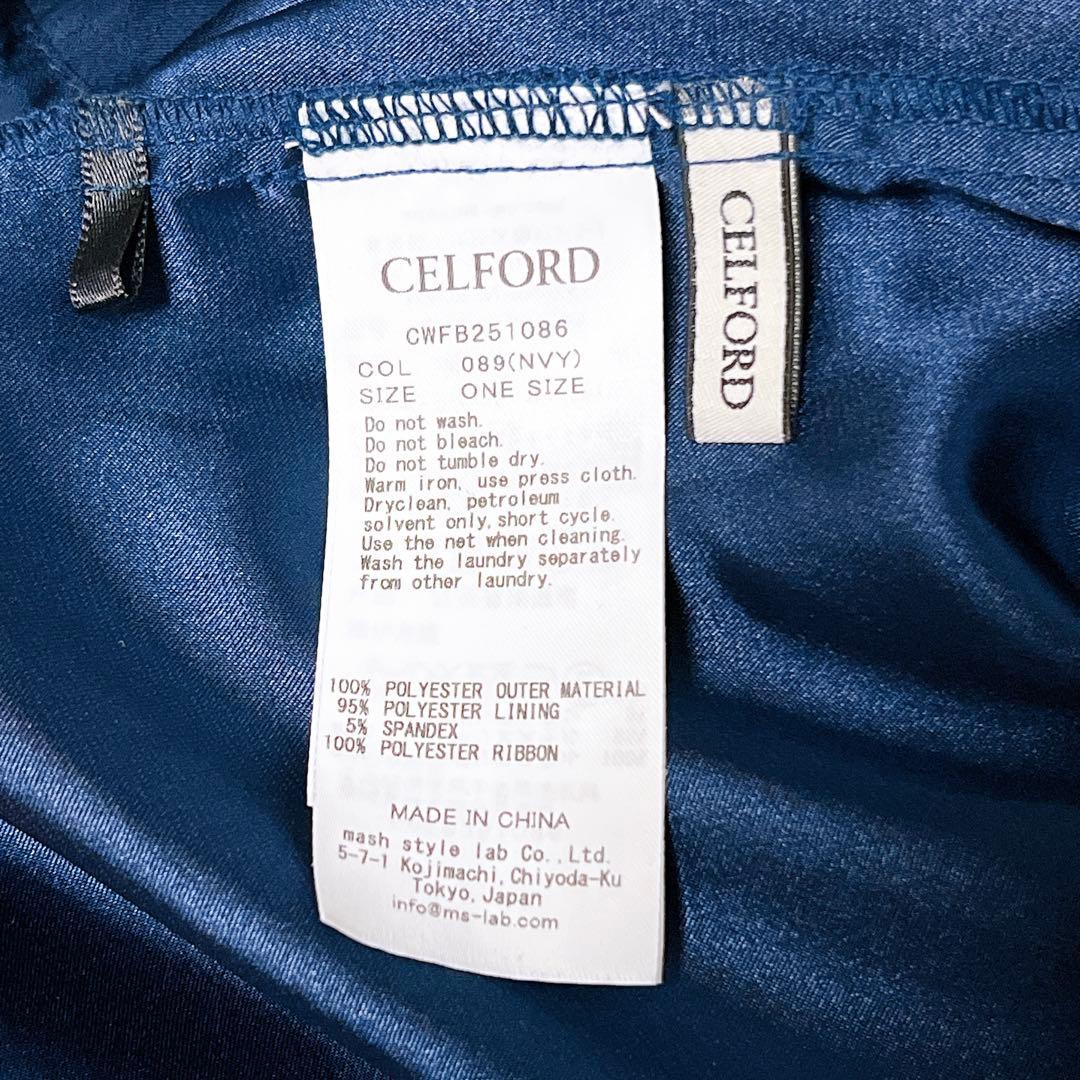 CELFORD
CWFB251086
COL 089(NVY)
SIZE ONE SIZE
Do not wash.
Do not bleach.
Do not tumble dry.
Warm iron, use press cloth.
Dryclean, petroleum
solvent only, short cycle.
Use the net when cleaning.
Wash the laundry separately
from other laundry.
100% POLYESTER OUTER MATERIAL
95% POLYESTER LINING
5% SPANDEX
100% POLYESTER RIBBON
MADE IN CHINA
mash style lab Co.,Ltd.
5-7-1 Kojimachi, Chiyoda-Ku
Tokyo, Japan
info@ms-lab.com
CELFORD